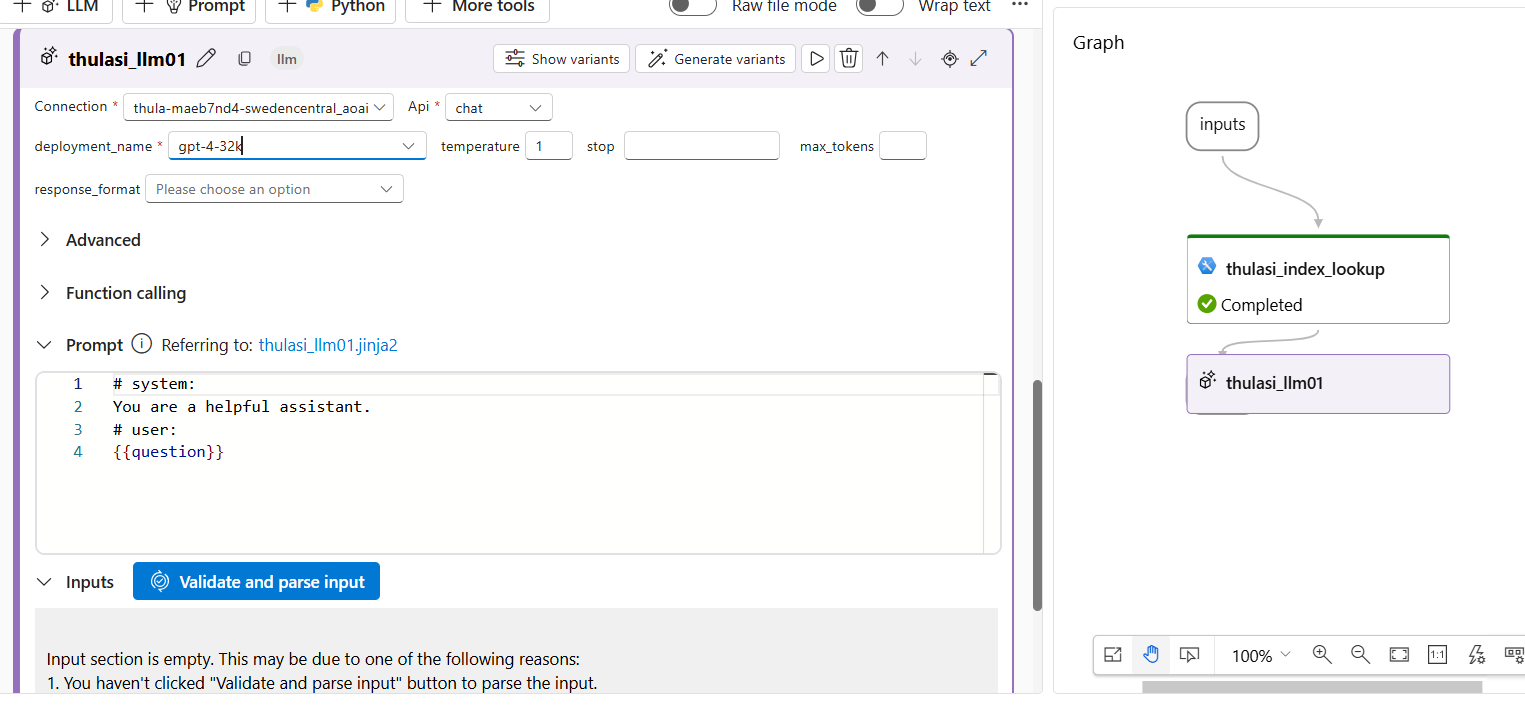 LLM Prompt Python More tools Raw file mode Wrap text ...
thulasi_llm01 llm Show variants Generate variants
Connection * thula-maeb7nd4-swedencentral_aoai Api * chat
deployment_name * gpt-4-32k temperature 1 stop max_tokens
response_format Please choose an option
Advanced
Function calling
Prompt Referring to: thulasi_llm01.jinja2
1 # system:
2 You are a helpful assistant.
3 # user:
4 {{question}}
Inputs Validate and parse input
Input section is empty. This may be due to one of the following reasons:
1. You haven't clicked "Validate and parse input" button to parse the input.
Graph
inputs
thulasi_index_lookup
Completed
thulasi_llm01
100% 1:1